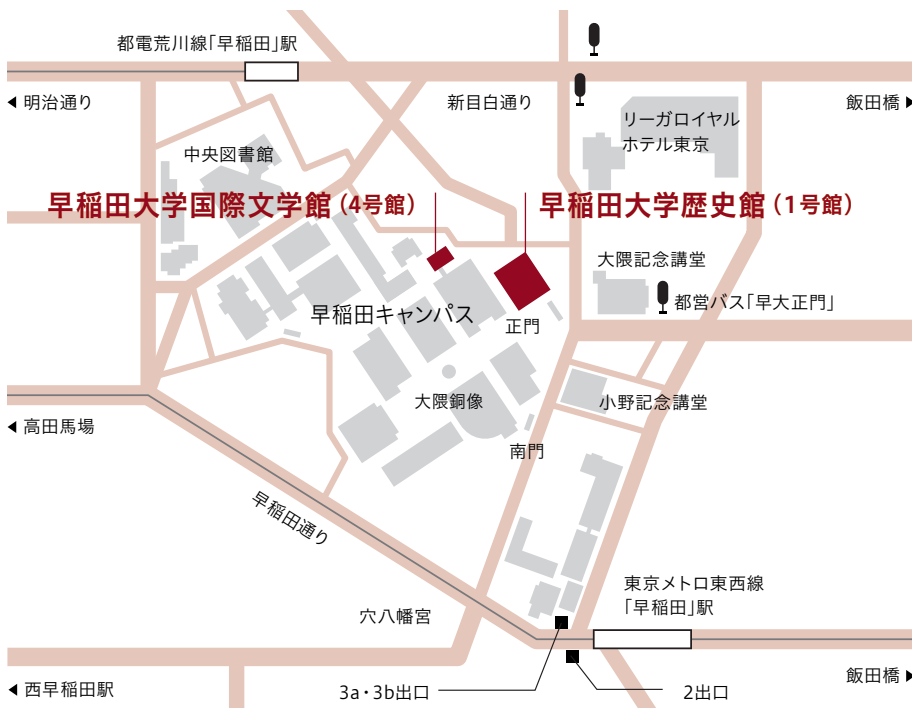 都電荒川線「早稲田」駅
明治通り
新目白通り
飯田橋
リーガロイヤル
ホテル東京
中央図書館
早稲田大学国際文学館（4号館）
早稲田大学歴史館（1号館）
大隈記念講堂
都営バス「早大正門」
早稲田キャンパス
正門
大隈銅像
小野記念講堂
高田馬場
南門
早稲田通り
東京メトロ東西線
「早稲田」駅
穴八幡宮
西早稲田駅
3a・3b出口
2出口
飯田橋